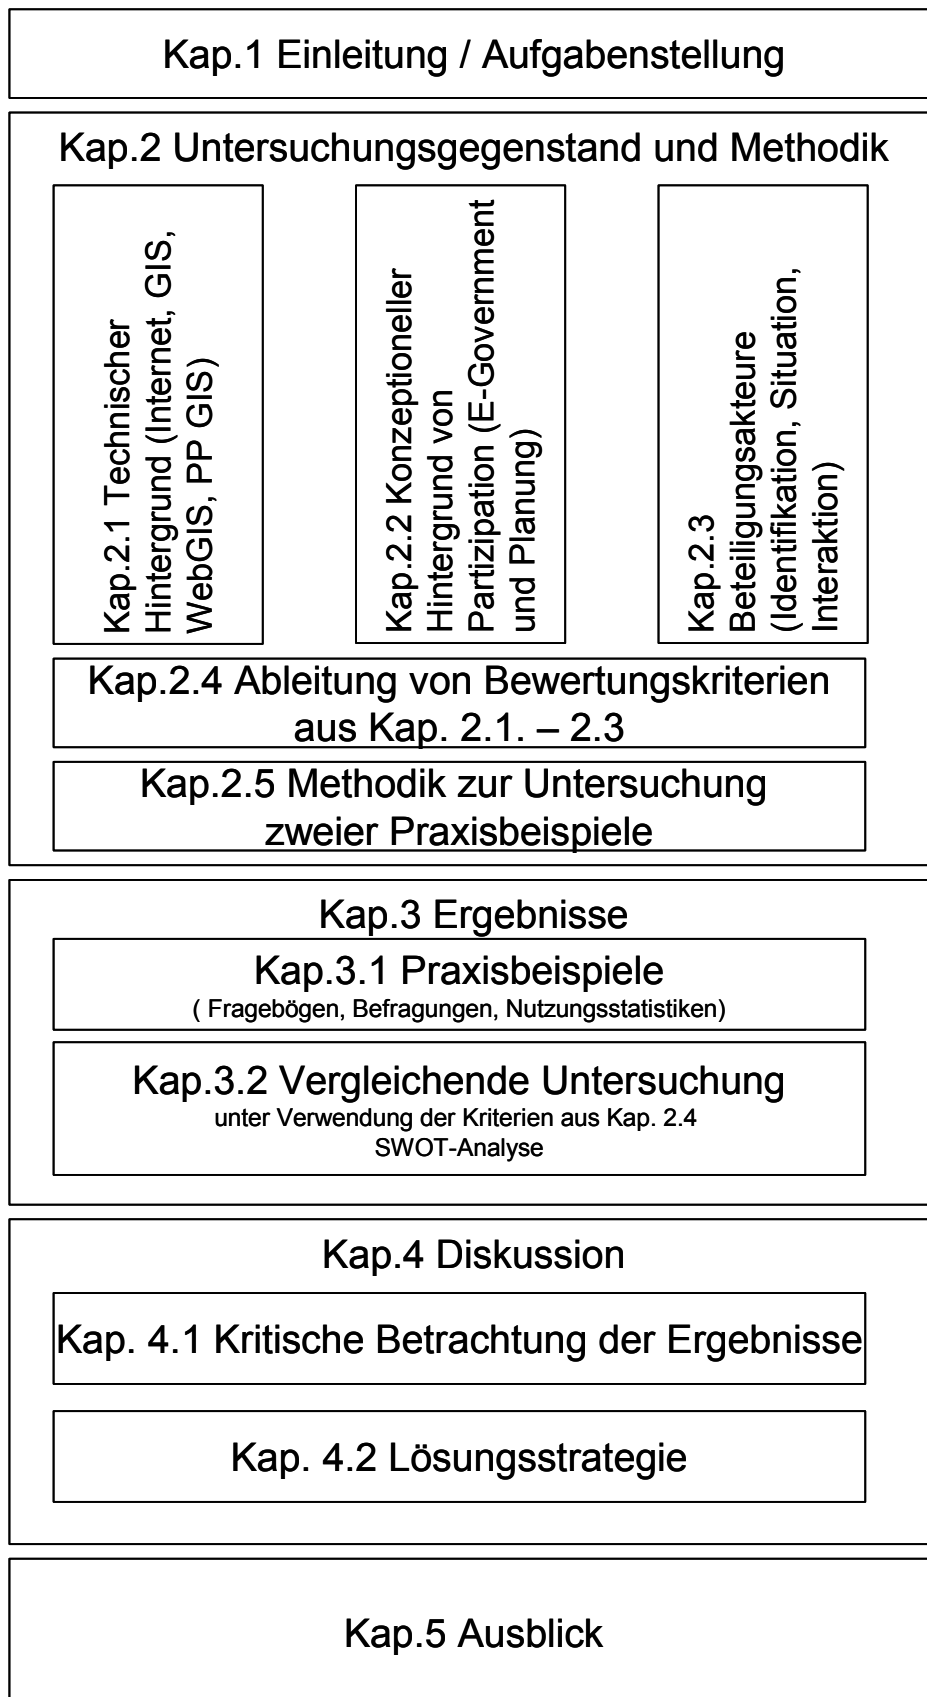 Kap.1 Einleitung / Aufgabenstellung
Kap.2 Untersuchungsgegenstand und Methodik
Kap.2.1 Technischer
Hintergrund (Internet, GIS,
WebGIS, PP GIS)
Kap.2.2 Konzeptioneller
Hintergrund von
Partizipation (E-Government
und Planung)
Kap.2.3
Beteiligungsakteure
(Identifikation, Situation,
Interaktion)
Kap.2.4 Ableitung von Bewertungskriterien
aus Kap. 2.1. – 2.3
Kap.2.5 Methodik zur Untersuchung
zweier Praxisbeispiele
Kap.3 Ergebnisse
Kap.3.1 Praxisbeispiele
( Fragebögen, Befragungen, Nutzungsstatistiken)
Kap.3.2 Vergleichende Untersuchung
unter Verwendung der Kriterien aus Kap. 2.4
SWOT-Analyse
Kap.4 Diskussion
Kap. 4.1 Kritische Betrachtung der Ergebnisse
Kap. 4.2 Lösungsstrategie
Kap.5 Ausblick